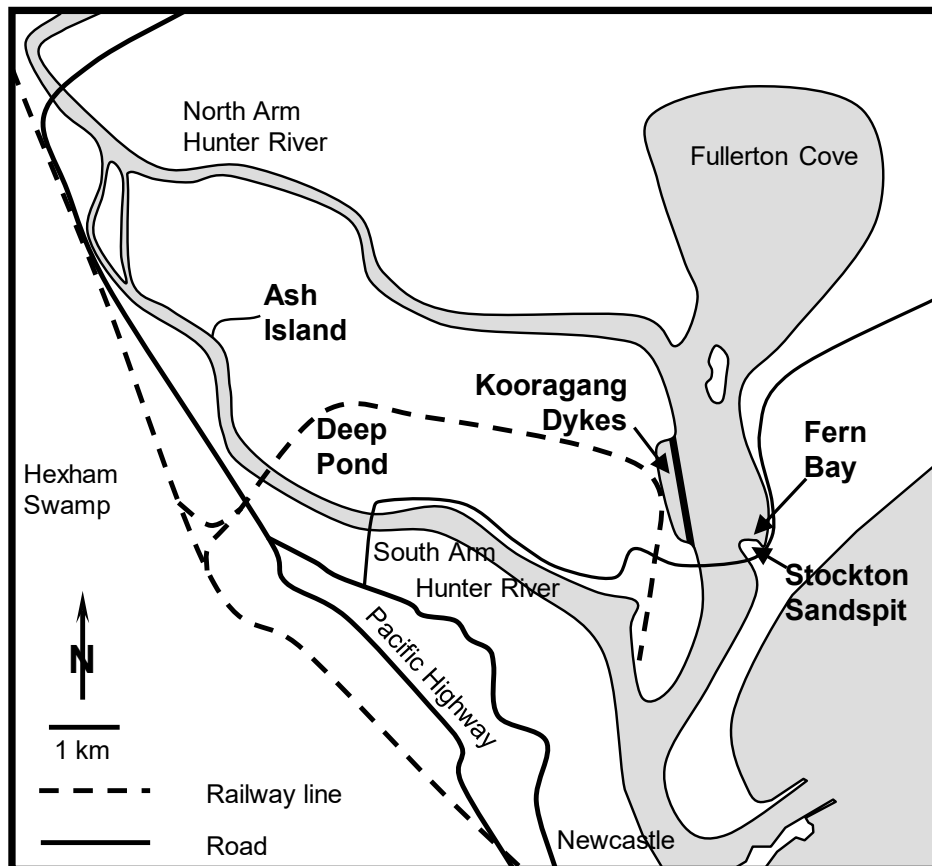 North Arm
Hunter River
Fullerton Cove
Ash
Island
Kooragang
Dykes
Deep
Pond
Fern
Bay
Hexham
Swamp
South Arm
Hunter River
Stockton
Sandspit
N
Pacific Highway
1 km
Railway line
Road
Newcastle